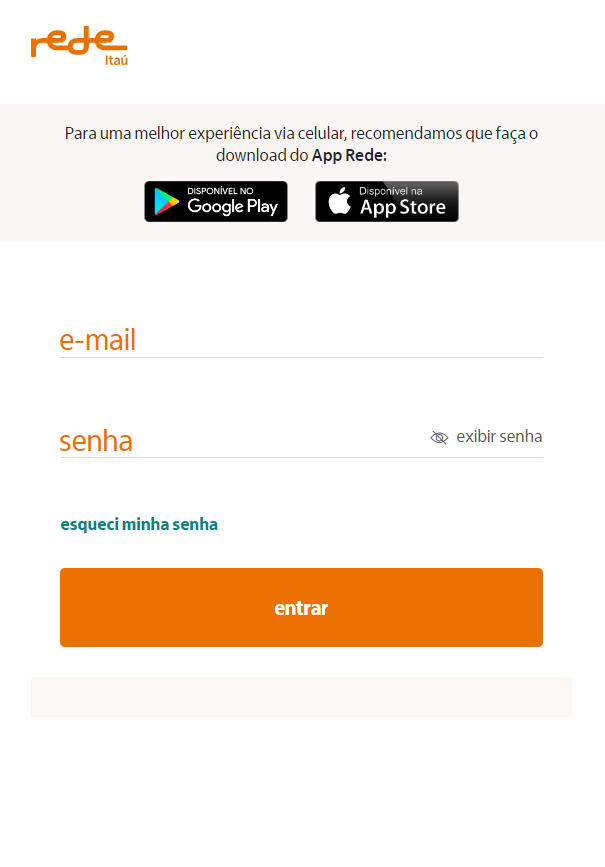 rede
Itaú
Para uma melhor experiência via celular, recomendamos que faça o
download do App Rede:
DISPONÍVEL NO
Google Play
Disponível na
App Store
e-mail
senha
exibir senha
esqueci minha senha
entrar